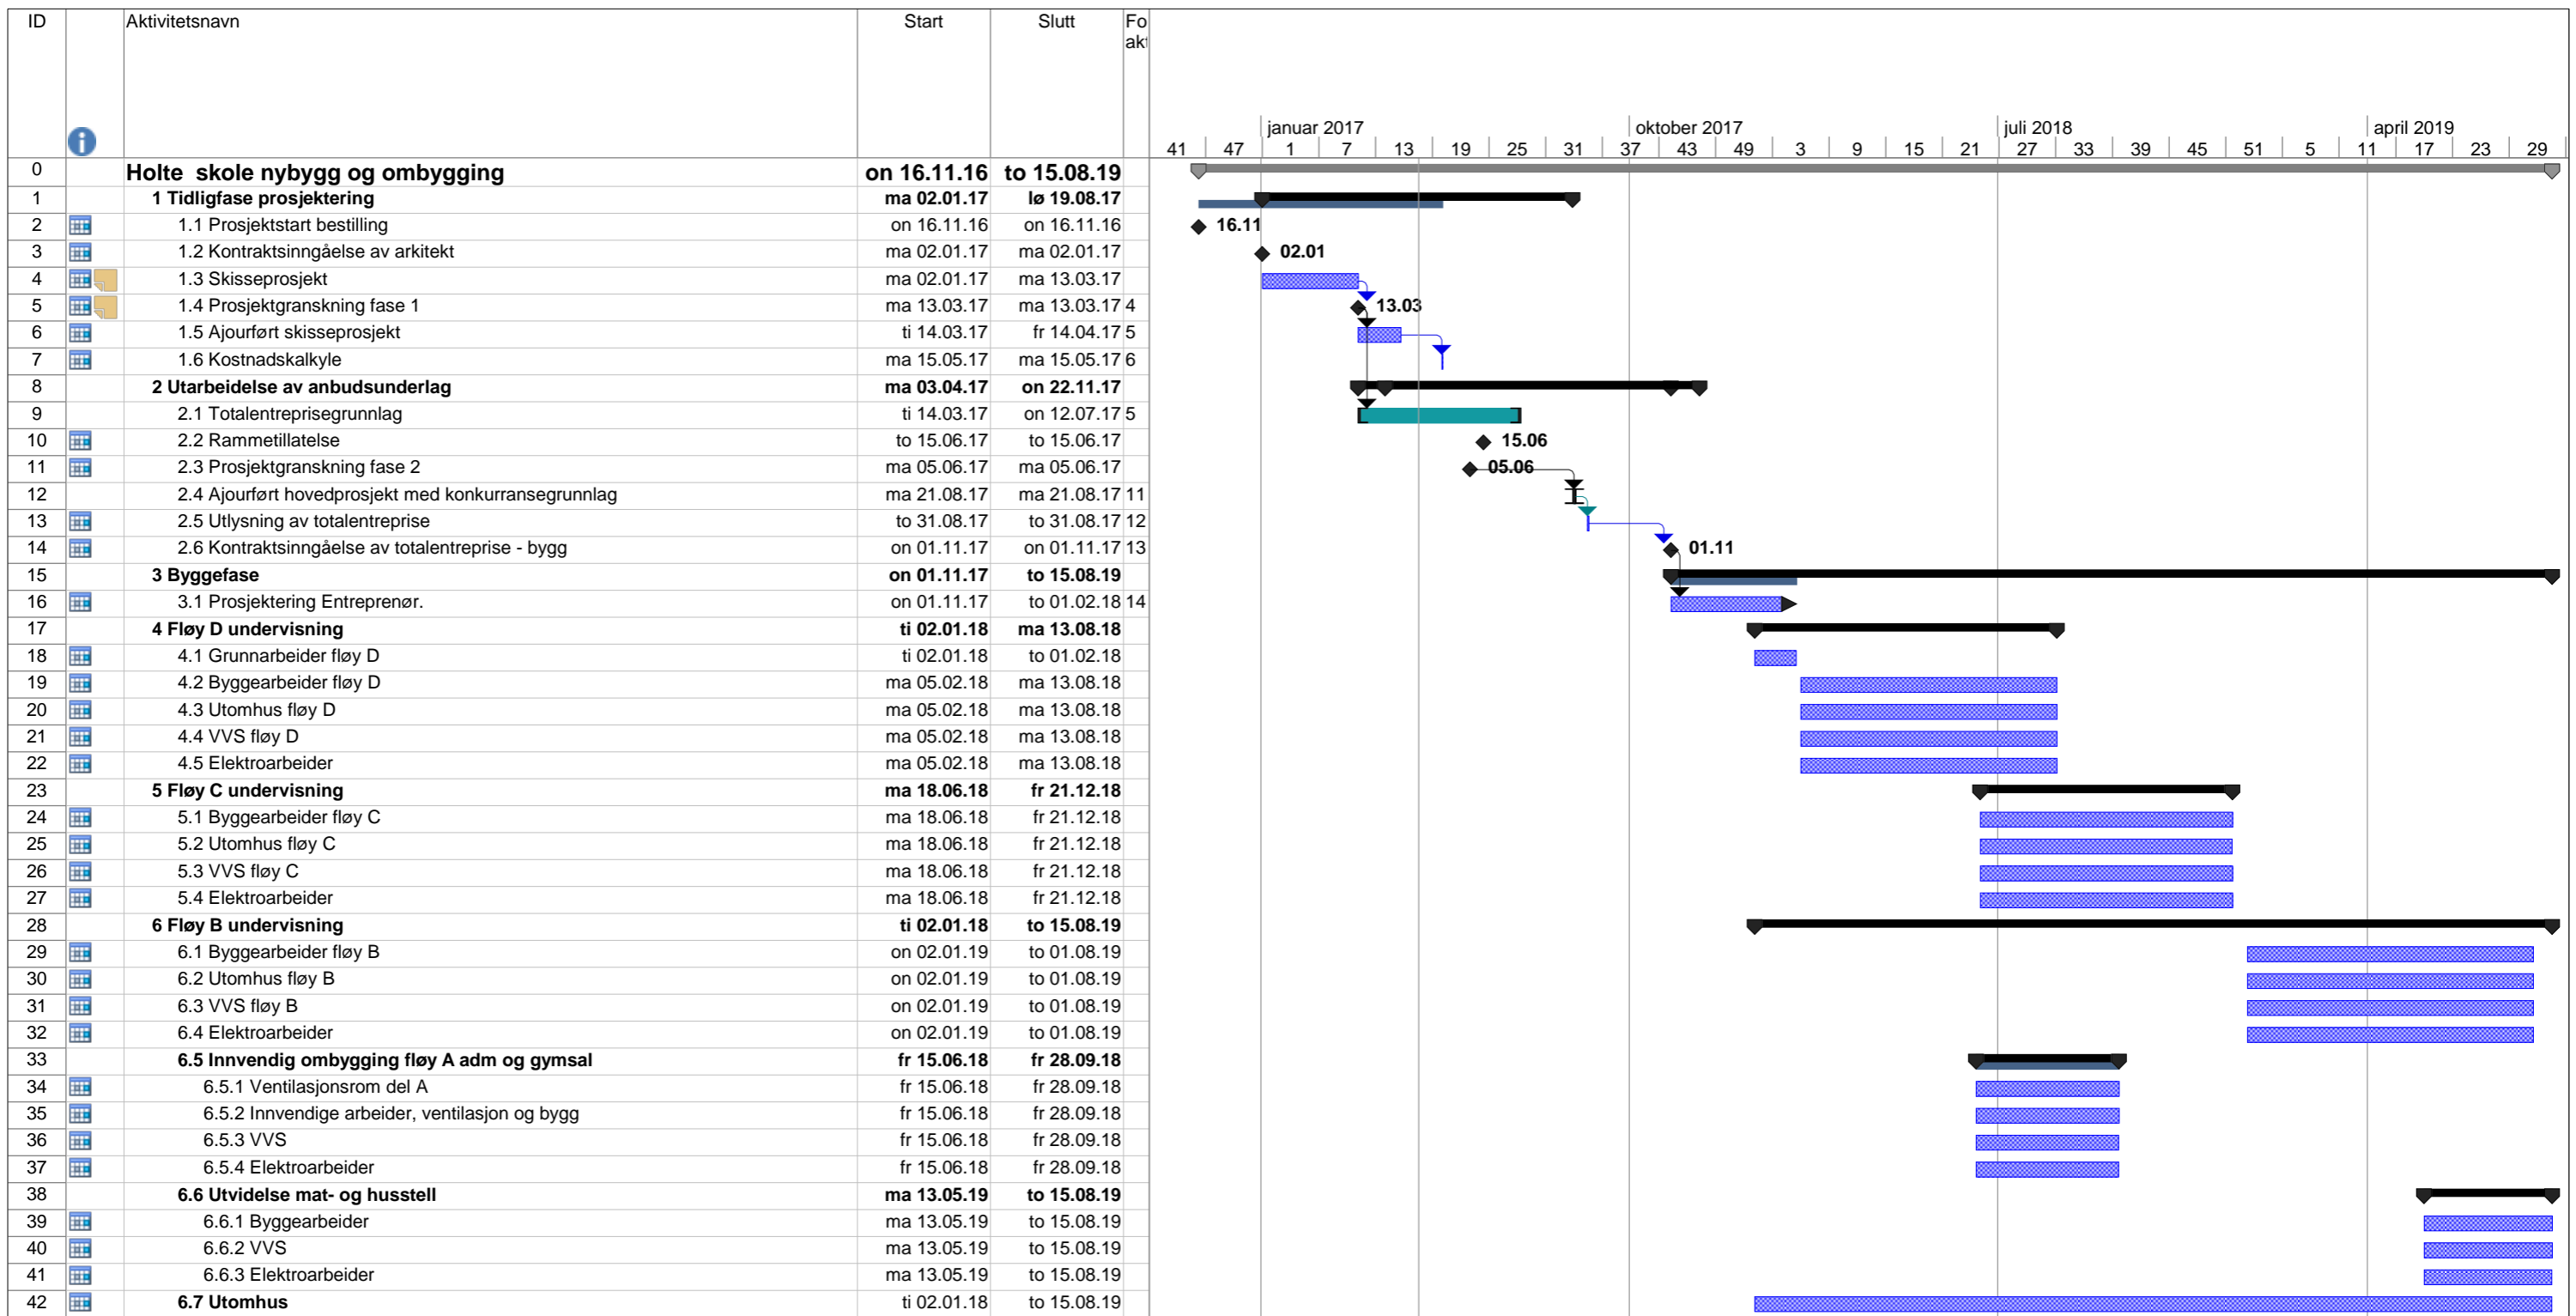 ID Aktivitetsnavn Start Slutt Fo
akt
januar 2017 oktober 2017 juli 2018 april 2019
41 47 1 7 13 19 25 31 37 43 49 3 9 15 21 27 33 39 45 51 5 11 17 23 29
0 Holte skole nybygg og ombygging on 16.11.16 to 15.08.19
1 1 Tidligfase prosjektering ma 02.01.17 lø 19.08.17
2 1.1 Prosjektstart bestilling on 16.11.16 on 16.11.16 16.11
3 1.2 Kontraktsinngåelse av arkitekt ma 02.01.17 ma 02.01.17 02.01
4 1.3 Skisseprosjekt ma 02.01.17 ma 13.03.17
5 1.4 Prosjektgranskning fase 1 ma 13.03.17 ma 13.03.17 4 13.03
6 1.5 Ajourført skisseprosjekt ti 14.03.17 fr 14.04.17 5
7 1.6 Kostnadskalkyle ma 15.05.17 ma 15.05.17 6
8 2 Utarbeidelse av anbudsunderlag ma 03.04.17 on 22.11.17
9 2.1 Totalentreprisegrunnlag ti 14.03.17 on 12.07.17 5
10 2.2 Rammetillatelse to 15.06.17 to 15.06.17 15.06
11 2.3 Prosjektgranskning fase 2 ma 05.06.17 ma 05.06.17 05.06
12 2.4 Ajourført hovedprosjekt med konkurransegrunnlag ma 21.08.17 ma 21.08.17 11
13 2.5 Utlysning av totalentreprise to 31.08.17 to 31.08.17 12
14 2.6 Kontraktsinngåelse av totalentreprise - bygg on 01.11.17 on 01.11.17 13 01.11
15 3 Byggefase on 01.11.17 to 15.08.19
16 3.1 Prosjektering Entreprenør. on 01.11.17 to 01.02.18 14
17 4 Fløy D undervisning ti 02.01.18 ma 13.08.18
18 4.1 Grunnarbeider fløy D ti 02.01.18 to 01.02.18
19 4.2 Byggearbeider fløy D ma 05.02.18 ma 13.08.18
20 4.3 Utomhus fløy D ma 05.02.18 ma 13.08.18
21 4.4 VVS fløy D ma 05.02.18 ma 13.08.18
22 4.5 Elektroarbeider ma 05.02.18 ma 13.08.18
23 5 Fløy C undervisning ma 18.06.18 fr 21.12.18
24 5.1 Byggearbeider fløy C ma 18.06.18 fr 21.12.18
25 5.2 Utomhus fløy C ma 18.06.18 fr 21.12.18
26 5.3 VVS fløy C ma 18.06.18 fr 21.12.18
27 5.4 Elektroarbeider ma 18.06.18 fr 21.12.18
28 6 Fløy B undervisning ti 02.01.18 to 15.08.19
29 6.1 Byggearbeider fløy B on 02.01.19 to 01.08.19
30 6.2 Utomhus fløy B on 02.01.19 to 01.08.19
31 6.3 VVS fløy B on 02.01.19 to 01.08.19
32 6.4 Elektroarbeider on 02.01.19 to 01.08.19
33 6.5 Innvendig ombygging fløy A adm og gymsal fr 15.06.18 fr 28.09.18
34 6.5.1 Ventilasjonsrom del A fr 15.06.18 fr 28.09.18
35 6.5.2 Innvendige arbeider, ventilasjon og bygg fr 15.06.18 fr 28.09.18
36 6.5.3 VVS fr 15.06.18 fr 28.09.18
37 6.5.4 Elektroarbeider fr 15.06.18 fr 28.09.18
38 6.6 Utvidelse mat- og husstell ma 13.05.19 to 15.08.19
39 6.6.1 Byggearbeider ma 13.05.19 to 15.08.19
40 6.6.2 VVS ma 13.05.19 to 15.08.19
41 6.6.3 Elektroarbeider ma 13.05.19 to 15.08.19
42 6.7 Utomhus ti 02.01.18 to 15.08.19